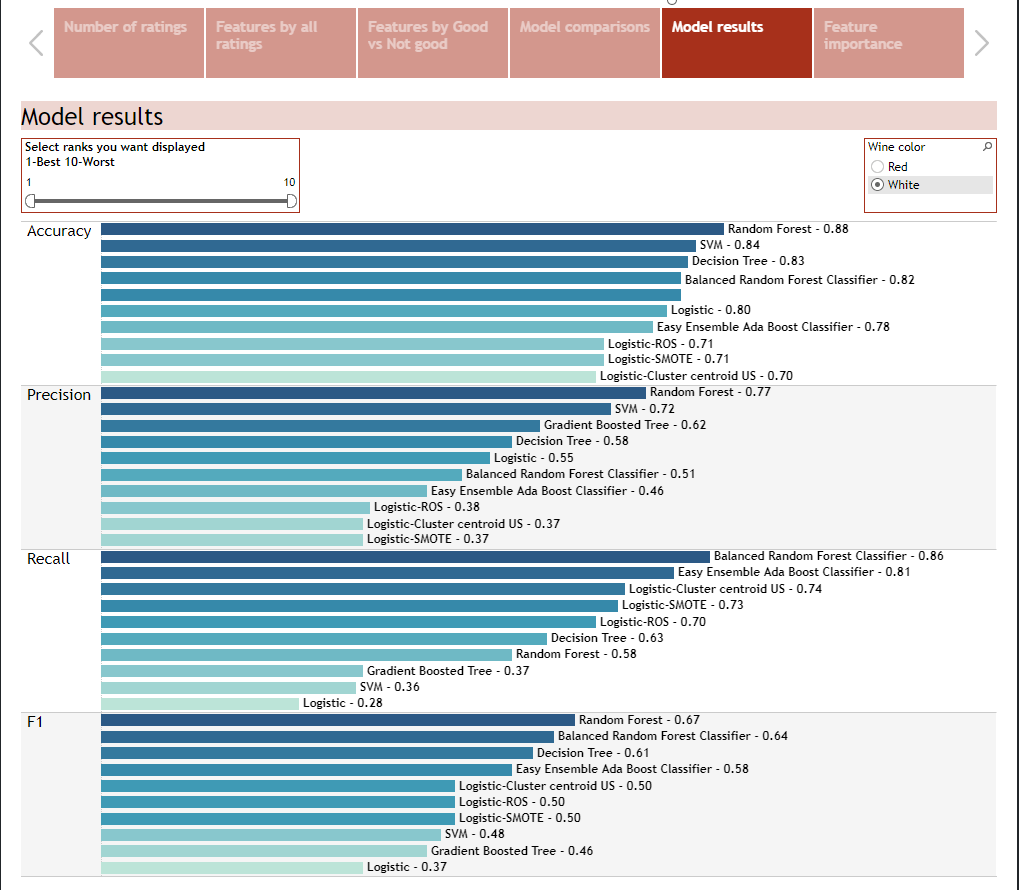 Number of ratings
Features by all
ratings
Features by Good
vs Not good
Model comparisons
Model results
Feature
importance
Model results
Select ranks you want displayed
1-Best 10-Worst
1
10
Wine color
Red
White
Accuracy
Random Forest - 0.88
SVM - 0.84
Decision Tree - 0.83
Balanced Random Forest Classifier - 0.82
Logistic - 0.80
Easy Ensemble Ada Boost Classifier - 0.78
Logistic-ROS - 0.71
Logistic-SMOTE - 0.71
Logistic-Cluster centroid US - 0.70
Precision
Random Forest - 0.77
SVM - 0.72
Gradient Boosted Tree - 0.62
Decision Tree - 0.58
Logistic - 0.55
Balanced Random Forest Classifier - 0.51
Easy Ensemble Ada Boost Classifier - 0.46
Logistic-ROS - 0.38
Logistic-Cluster centroid US - 0.37
Logistic-SMOTE - 0.37
Recall
Balanced Random Forest Classifier - 0.86
Easy Ensemble Ada Boost Classifier - 0.81
Logistic-Cluster centroid US - 0.74
Logistic-SMOTE - 0.73
Logistic-ROS - 0.70
Decision Tree - 0.63
Random Forest - 0.58
Gradient Boosted Tree - 0.37
SVM - 0.36
Logistic - 0.28
F1
Random Forest - 0.67
Balanced Random Forest Classifier - 0.64
Decision Tree - 0.61
Easy Ensemble Ada Boost Classifier - 0.58
Logistic-Cluster centroid US - 0.50
Logistic-ROS - 0.50
Logistic-SMOTE - 0.50
SVM - 0.48
Gradient Boosted Tree - 0.46
Logistic - 0.37